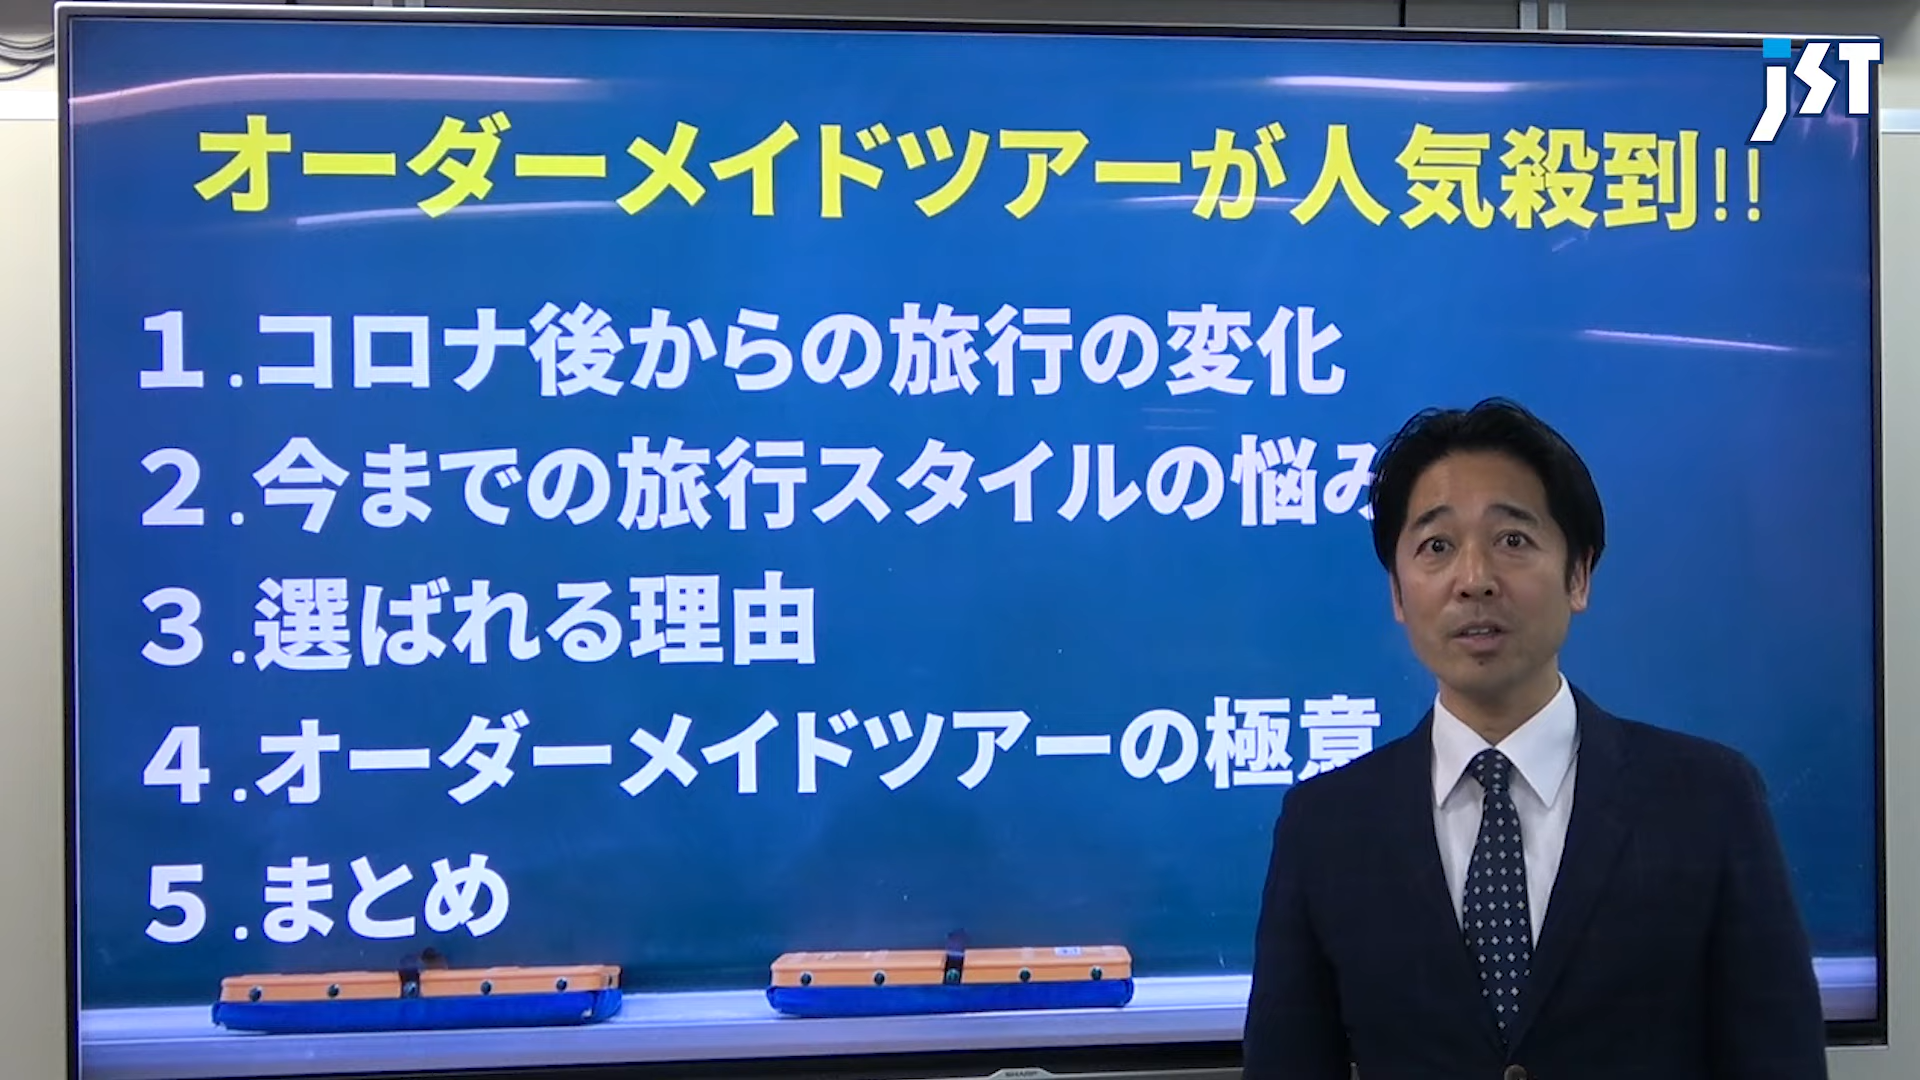 jST
オーダーメイドツアーが人気殺到!!
1.コロナ後からの旅行の変化
2.今までの旅行スタイルの悩み
3.選ばれる理由
4.オーダーメイドツアーの極意
5.まとめ
SHARP